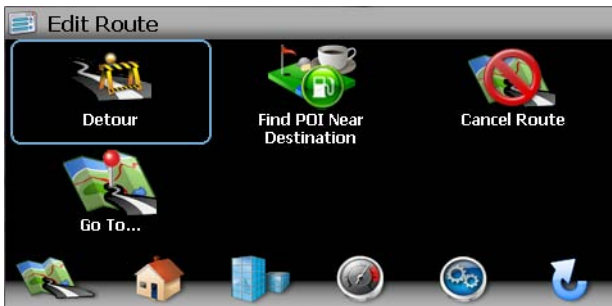 Edit Route
Detour
Find POI Near
Destination
Cancel Route
Go To...